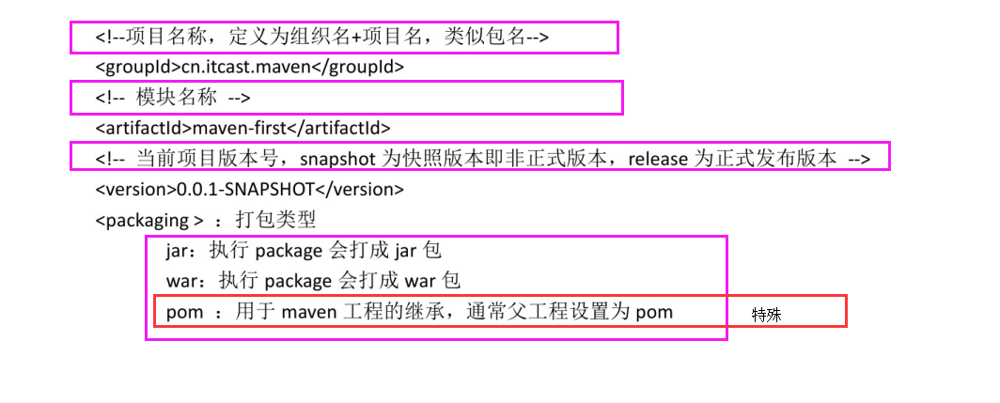 <!--项目名称，定义为组织名+项目名，类似包名-->
<groupId>cn.itcast.maven</groupId>
<!-- 模块名称 -->
<artifactId>maven-first</artifactId>
<!-- 当前项目版本号，snapshot 为快照版本即非正式版本，release 为正式发布版本 -->
<version>0.0.1-SNAPSHOT</version>
<packaging > ：打包类型
jar：执行 package 会打成 jar 包
war：执行 package 会打成 war 包
pom ：用于 maven 工程的继承，通常父工程设置为 pom 特殊